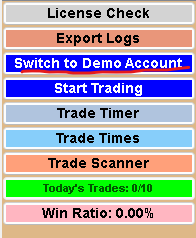 License Check
Export Logs
Switch to Demo Account
Start Trading
Trade Timer
Trade Times
Trade Scanner
Today's Trades: 0/10
Win Ratio: 0.00%